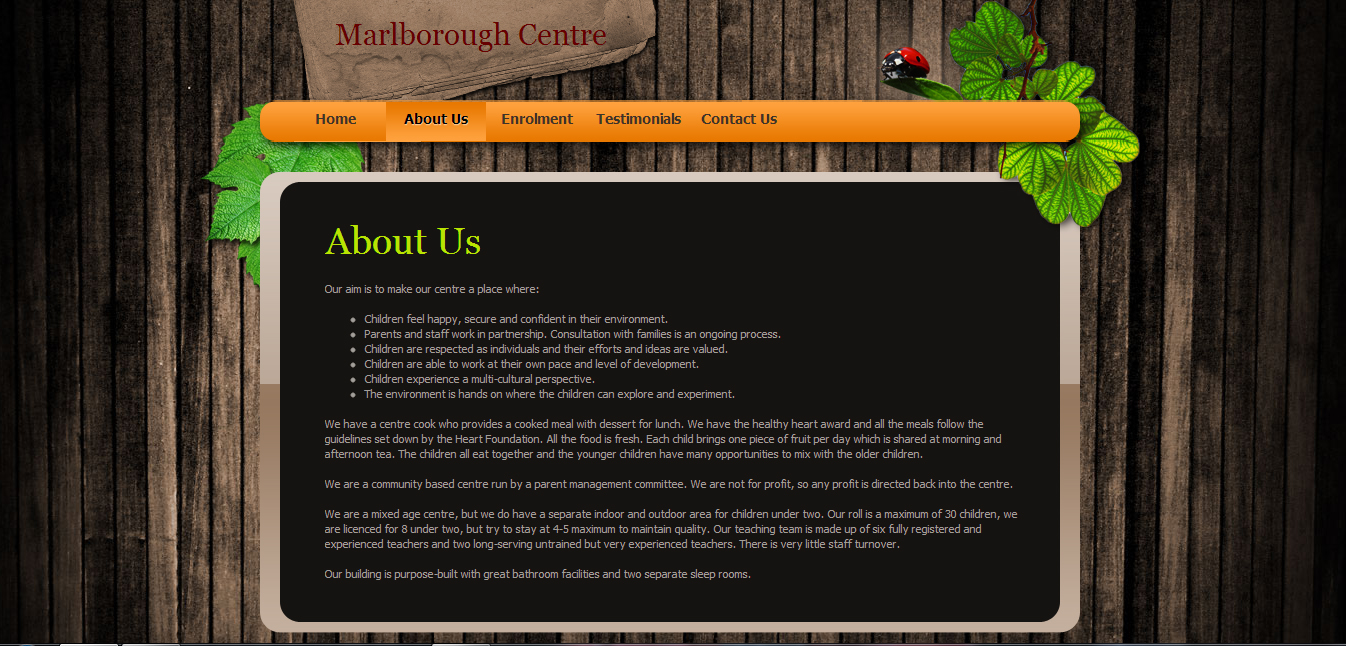 Marlborough Centre
Home About Us Enrolment Testimonials Contact Us
About Us
Our aim is to make our centre a place where:
Children feel happy, secure and confident in their environment.
Parents and staff work in partnership. Consultation with families is an ongoing process.
Children are respected as individuals and their efforts and ideas are valued.
Children are able to work at their own pace and level of development.
Children experience a multi-cultural perspective.
The environment is hands on where the children can explore and experiment.
We have a centre cook who provides a cooked meal with dessert for lunch. We have the healthy heart award and all the meals follow the
guidelines set down by the Heart Foundation. All the food is fresh. Each child brings one piece of fruit per day which is shared at morning and
afternoon tea. The children all eat together and the younger children have many opportunities to mix with the older children.
We are a community based centre run by a parent management committee. We are not for profit, so any profit is directed back into the centre.
We are a mixed age centre, but we do have a separate indoor and outdoor area for children under two. Our roll is a maximum of 30 children, we
are licenced for 8 under two, but try to stay at 4-5 maximum to maintain quality. Our teaching team is made up of six fully registered and
experienced teachers and two long-serving untrained but very experienced teachers. There is very little staff turnover.
Our building is purpose-built with great bathroom facilities and two separate sleep rooms.